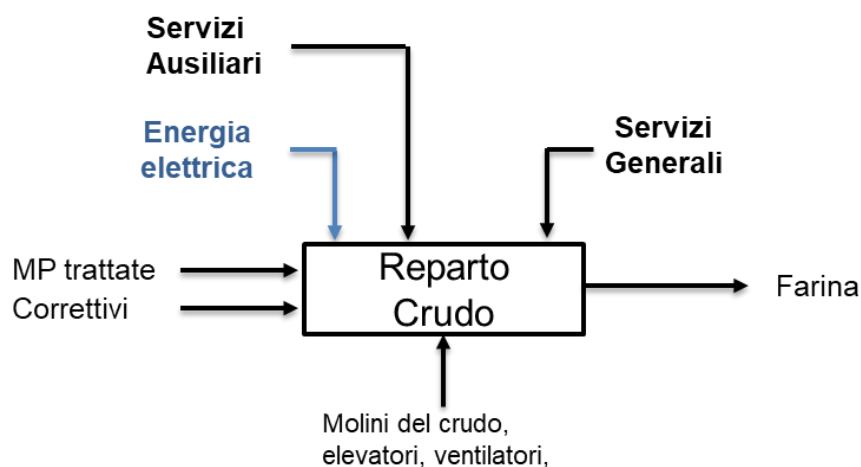 Servizi
Ausiliari
Energia
elettrica
Servizi
Generali
MP trattate
Correttivi
Reparto
Crudo
Farina
Molini del crudo,
elevatori, ventilatori,